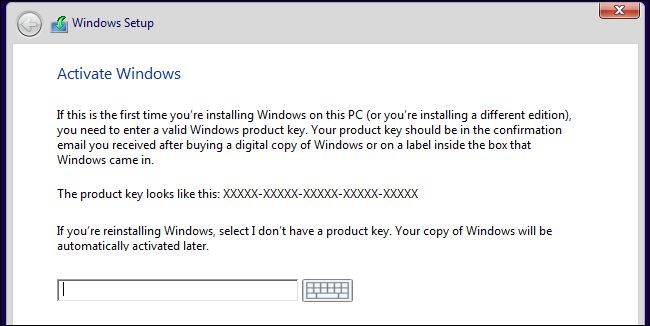 Windows Setup
Activate Windows
If this is the first time you're installing Windows on this PC (or you're installing a different edition),
you need to enter a valid Windows product key. Your product key should be in the confirmation
email you received after buying a digital copy of Windows or on a label inside the box that
Windows came in.
The product key looks like this: XXXXX-XXXXX-XXXXX-XXXXX-XXXXX
If you're reinstalling Windows, select I don't have a product key. Your copy of Windows will be
automatically activated later.